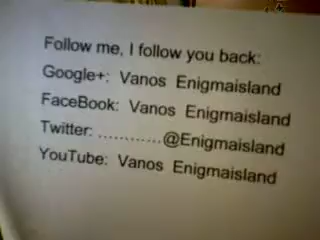 Follow me, I follow you back:
Google+: Vanos Enigmaisland
FaceBook: Vanos Enigmaisland
Twitter: ............@Enigmaisland
YouTube: Vanos Enigmaisland